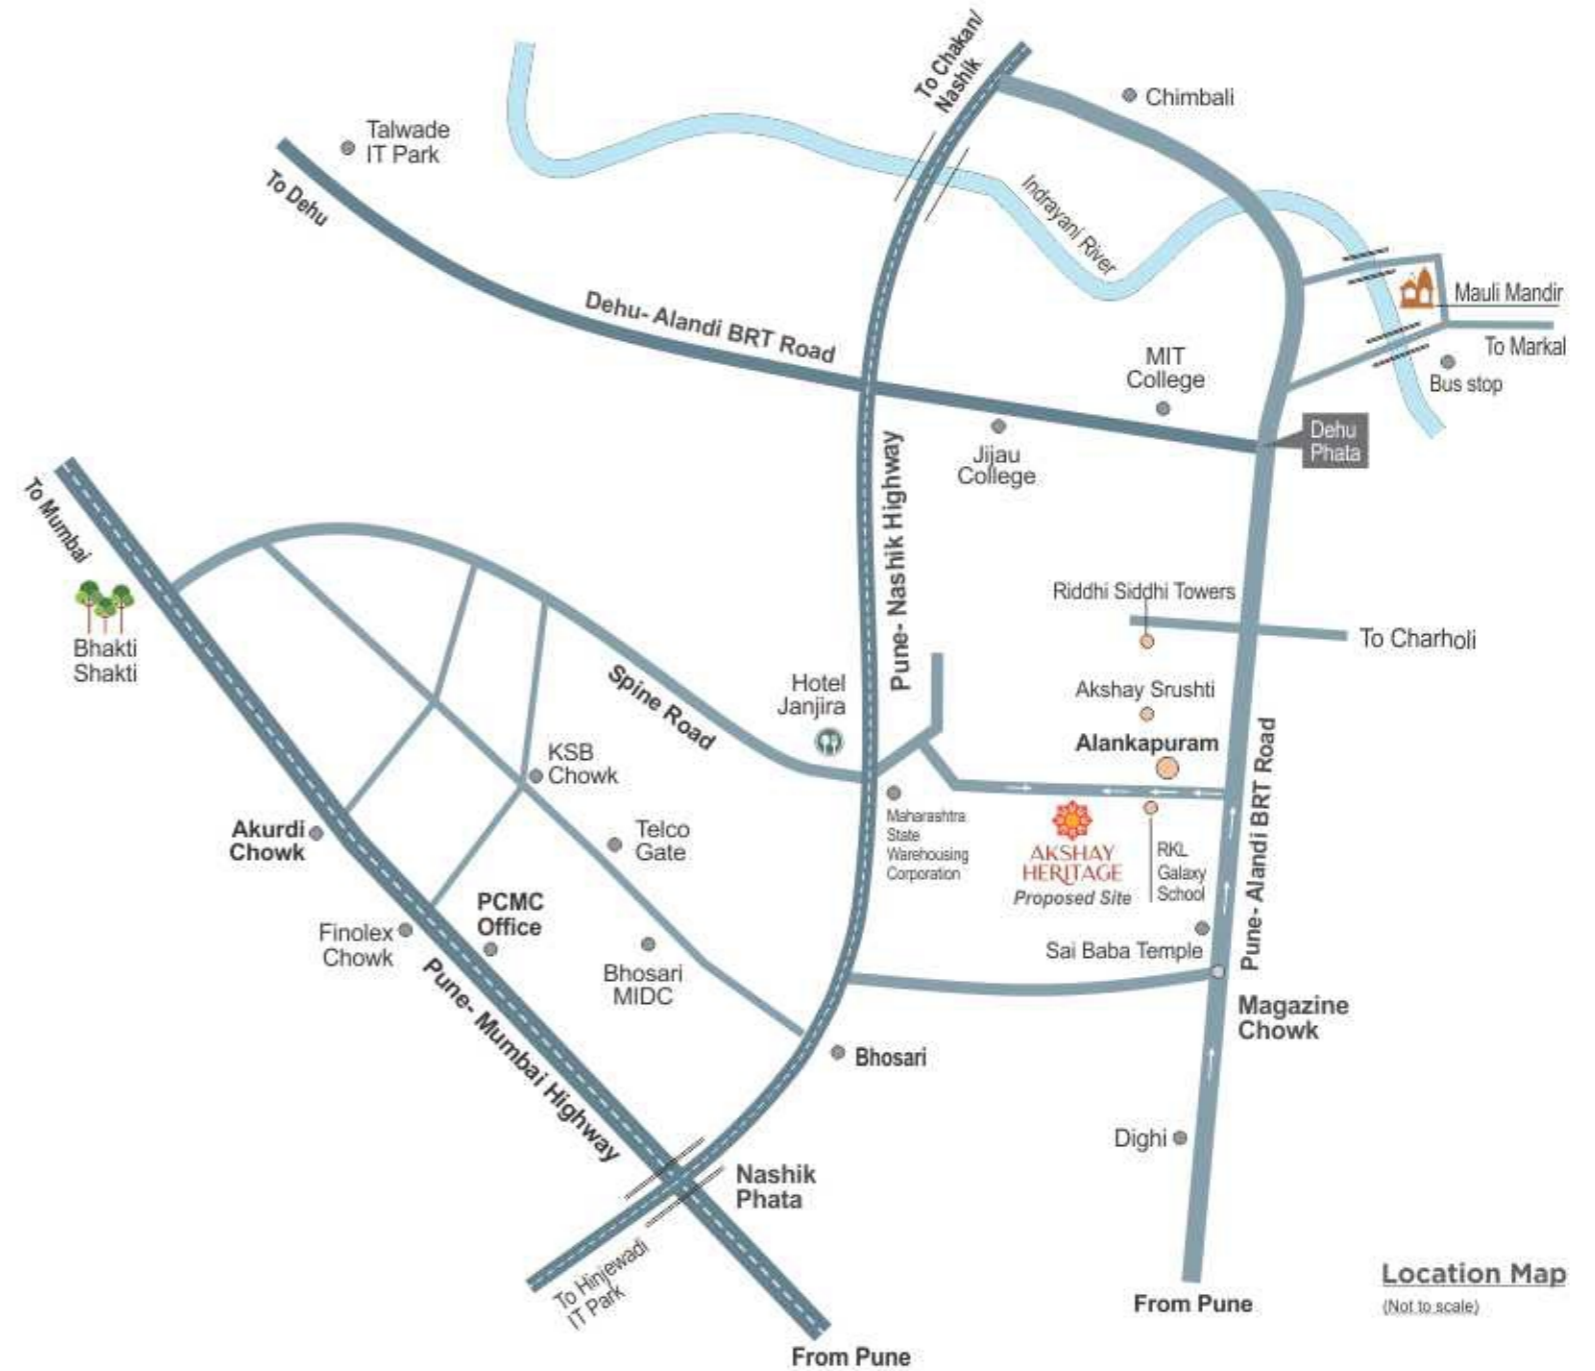 To Chakan/
Nashik
Chimbali
Talwade
IT Park
To Dehu
Indrayani River
Mauli Mandir
To Markal
Bus stop
Dehu- Alandi BRT Road
MIT
College
Jijau
College
Dehu
Phata
Pune- Nashik Highway
To Mumbai
Bhakti
Shakti
Riddhi Siddhi Towers
To Charholi
Spine Road
Hotel
Janjira
Akshay Srushti
Alankapuram
Pune- Alandi BRT Road
KSB
Chowk
Telco
Gate
Akurdi
Chowk
Maharashtra
State
Warehousing
Corporation
AKSHAY
HERITAGE
Proposed Site
RKL
Galaxy
School
PCMC
Office
Finolex
Chowk
Bhosari
MIDC
Sai Baba Temple
Magazine
Chowk
Pune- Mumbai Highway
Bhosari
Dighi
Nashik
Phata
To Hinjewadi
IT Park
From Pune
From Pune
Location Map
(Not to scale)